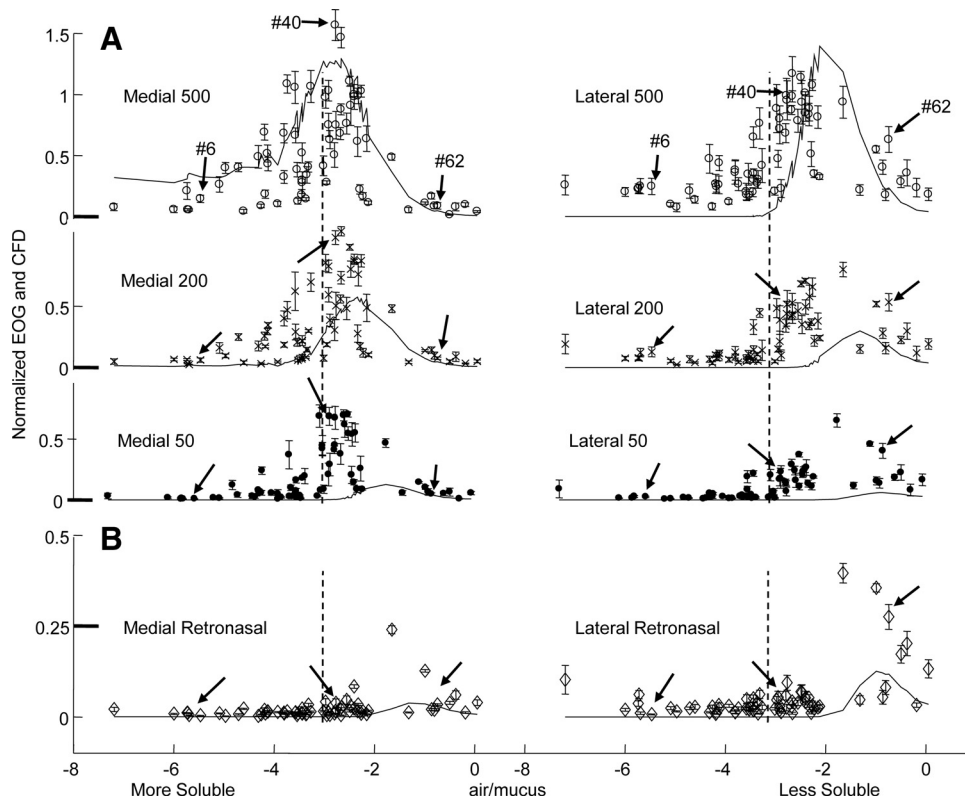 A
#40
1.5
Medial 500
Lateral 500
#40
#62
1
#6
#62
#6
0.5
0
Medial 200
Lateral 200
0.5
0
Medial 50
Lateral 50
0.5
0
Normalized EOG and CFD
B
0.5
0.25
Medial Retronasal
Lateral Retronasal
0
-8 -6 -4 -2 0 -6 -4 -2 0
More Soluble air/mucus Less Soluble